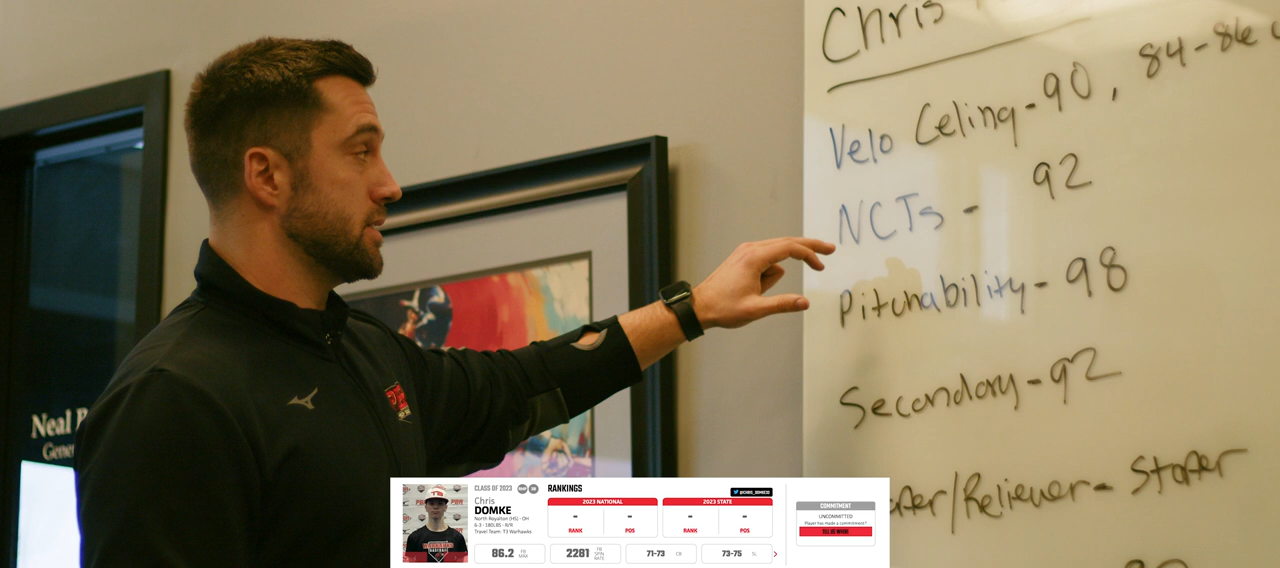 Chris
Velo Celing - 90, 84-86
NCTs - 92
Pitchability - 98
Secondary - 92
/Reliever - Starter
Neal
CLASS OF 2023
Chris
DOMKE
North Royalton (HS) • OH
6-3 • 180LBS • R/R
Travel Team: T3 Warhawks
RANKINGS
@CHRIS_DOMKE20
2023 NATIONAL
2023 STATE
- - - -
RANK POS RANK POS
86.2 FB MAX
2281 FB SPIN RATE
71-73 CB
73-75 SL
COMMITMENT
UNCOMMITTED
Player has made a commitment?
TELL US WHERE